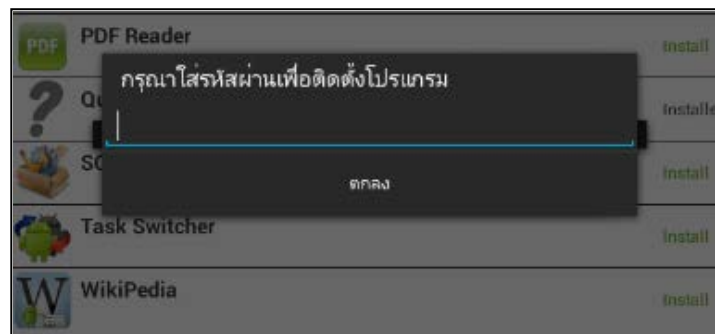 PDF
PDF Reader
Install
กรุณาใส่รหัสผ่านเพื่อติดตั้งโปรแกรม
Install
ตกลง
Install
Task Switcher
Install
W
WikiPedia
Install